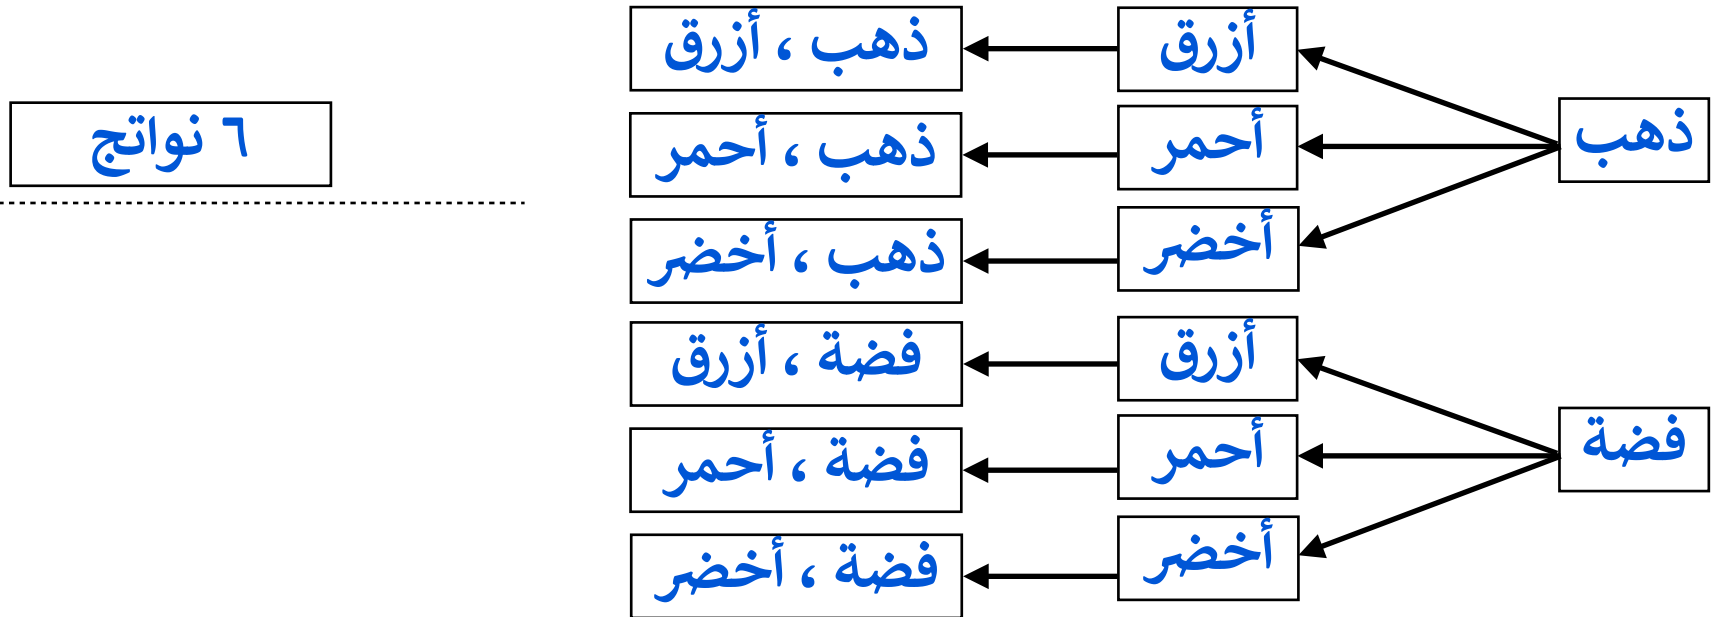 ذهب
أزرق
ذهب ، أزرق
أحمر
ذهب ، أحمر
أخضر
ذهب ، أخضر
فضة
أزرق
فضة ، أزرق
أحمر
فضة ، أحمر
أخضر
فضة ، أخضر
٦ نواتج